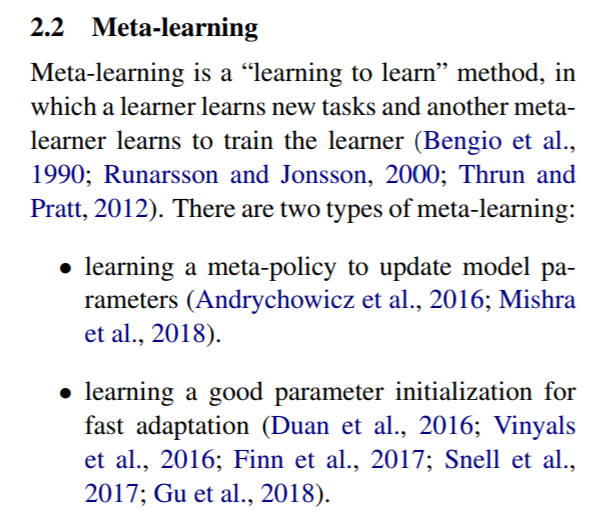 2.2 Meta-learning
Meta-learning is a “learning to learn” method, in
which a learner learns new tasks and another meta-
learner learns to train the learner (Bengio et al.,
1990; Runarsson and Jonsson, 2000; Thrun and
Pratt, 2012). There are two types of meta-learning:
• learning a meta-policy to update model pa-
rameters (Andrychowicz et al., 2016; Mishra
et al., 2018).
• learning a good parameter initialization for
fast adaptation (Duan et al., 2016; Vinyals
et al., 2016; Finn et al., 2017; Snell et al.,
2017; Gu et al., 2018).